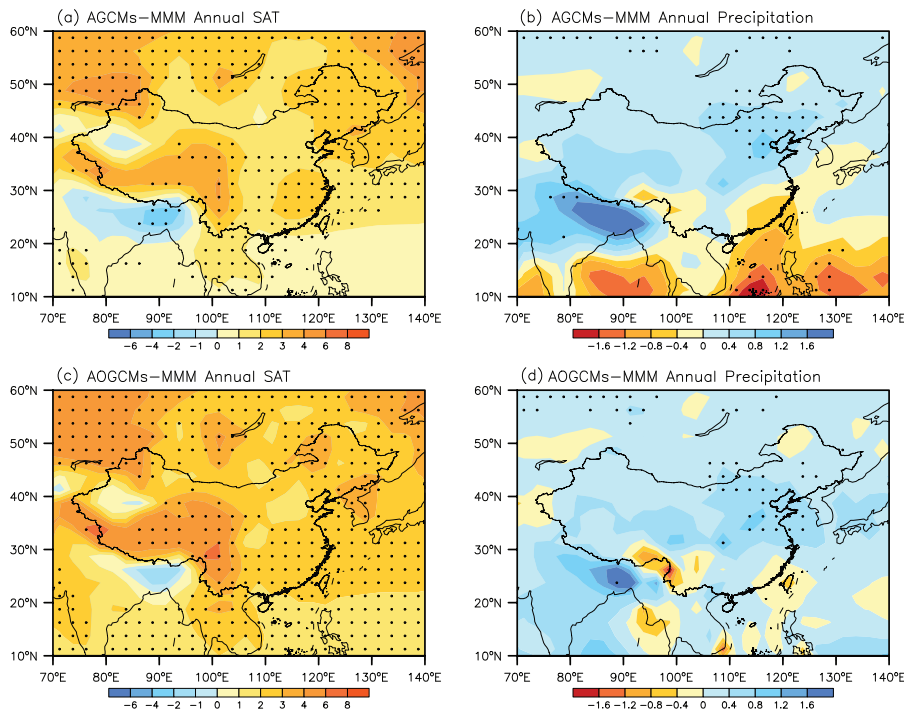 (a) AGCMs-MMM Annual SAT
(b) AGCMs-MMM Annual Precipitation
60°N
50°N
40°N
30°N
20°N
10°N
70°E 80°E 90°E 100°E 110°E 120°E 130°E 140°E
-6 -4 -2 -1 0 1 2 3 6 8
60°N
50°N
40°N
30°N
20°N
10°N
70°E 80°E 90°E 100°E 110°E 120°E 130°E 140°E
-1.6 -1.2 -0.8 -0.4 0 0.4 0.8 1.2 1.6
(c) AOGCMs-MMM Annual SAT
(d) AOGCMs-MMM Annual Precipitation
60°N
50°N
40°N
30°N
20°N
10°N
70°E 80°E 90°E 100°E 110°E 120°E 130°E 140°E
-6 -4 -2 -1 0 1 2 3 6 8
60°N
50°N
40°N
30°N
20°N
10°N
70°E 80°E 90°E 100°E 110°E 120°E 130°E 140°E
-1.6 -1.2 -0.8 -0.4 0 0.4 0.8 1.2 1.6